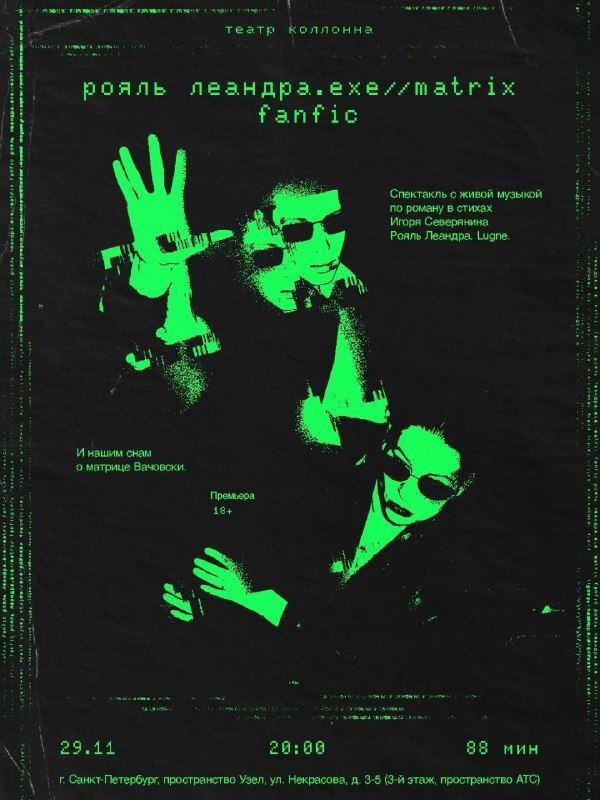 театр коллонна
рояль леандра.exe//matrix
fanfic
Спектакль с живой музыкой
по роману в стихах
Игоря Северянина
Рояль Леандра. Lugne.
И нашим снам
о матрице Вачовски.
Премьера
18+
29.11
20:00
88 мин
г. Санкт-Петербург, пространство Узел, ул. Некрасова, д. 3-5 (3-й этаж, пространство АТС)